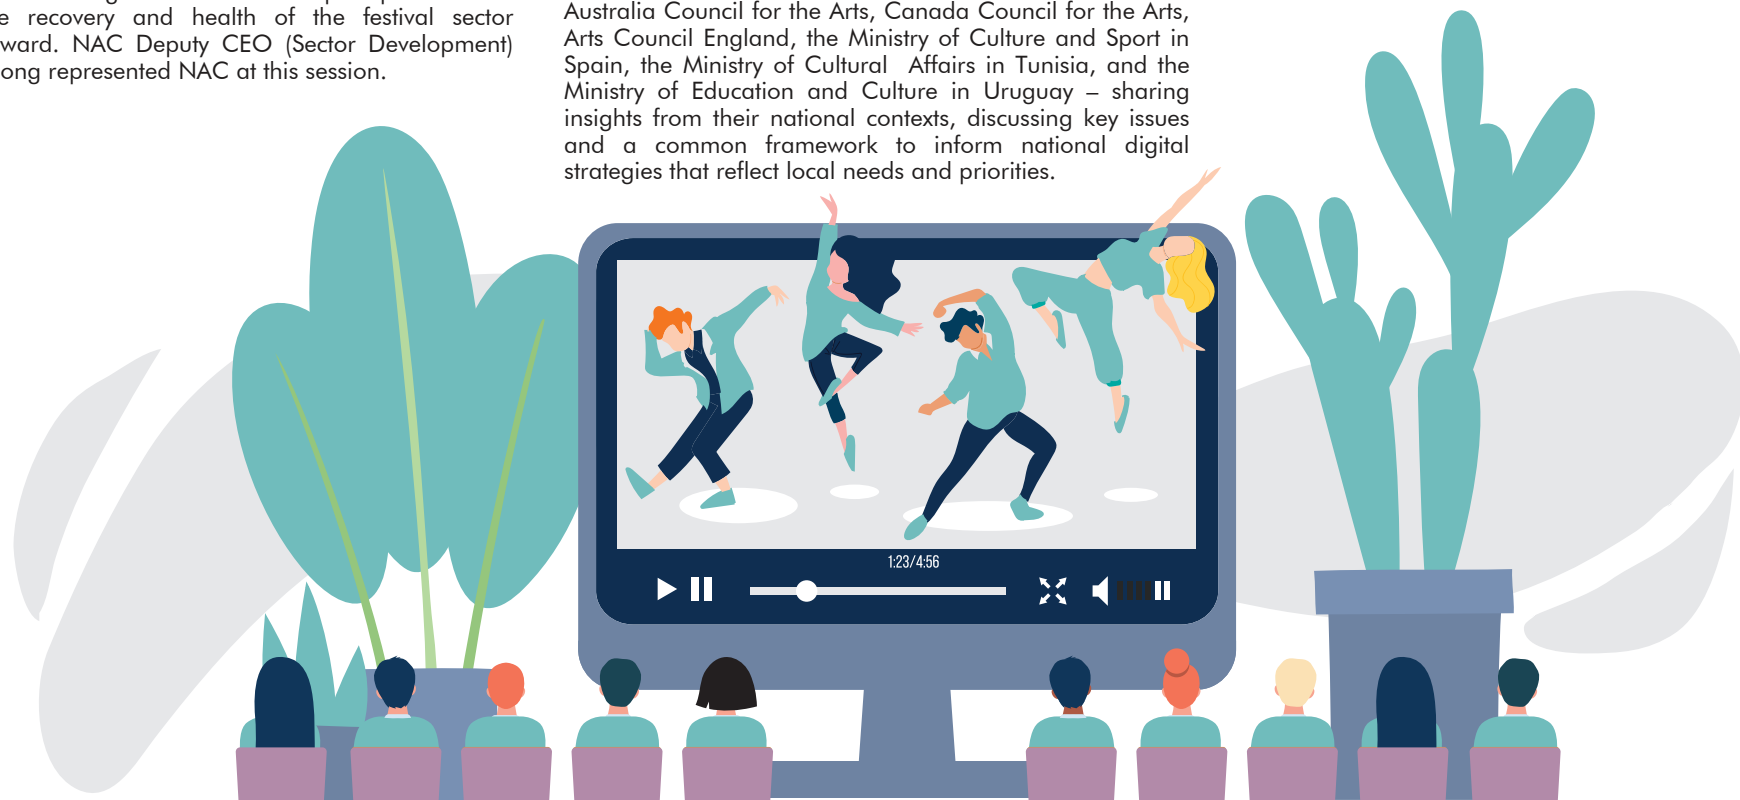 recovery and health of the festival sector
ward. NAC Deputy CEO (Sector Development)
ong represented NAC at this session.
Australia Council for the Arts, Canada Council for the Arts,
Arts Council England, the Ministry of Culture and Sport in
Spain, the Ministry of Cultural Affairs in Tunisia, and the
Ministry of Education and Culture in Uruguay – sharing
insights from their national contexts, discussing key issues
and a common framework to inform national digital
strategies that reflect local needs and priorities.
1:23/4:56